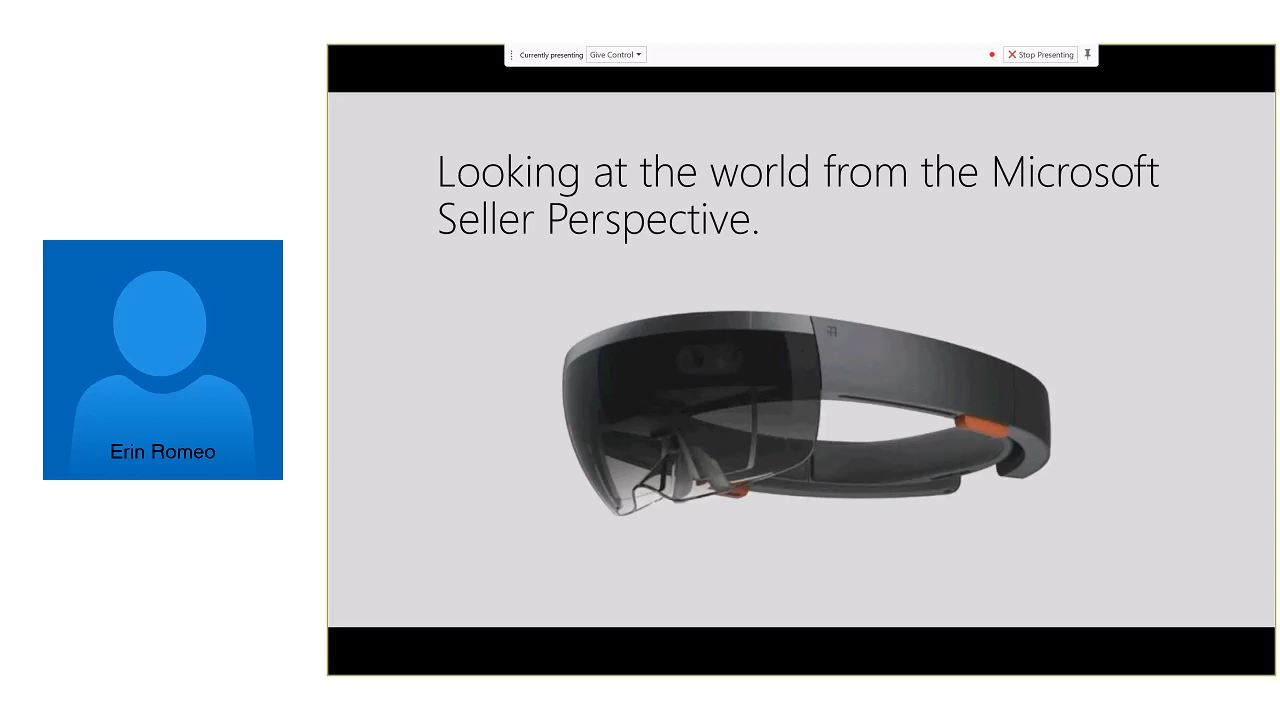 Currently presenting Give Control Stop Presenting
Looking at the world from the Microsoft
Seller Perspective.
Erin Romeo